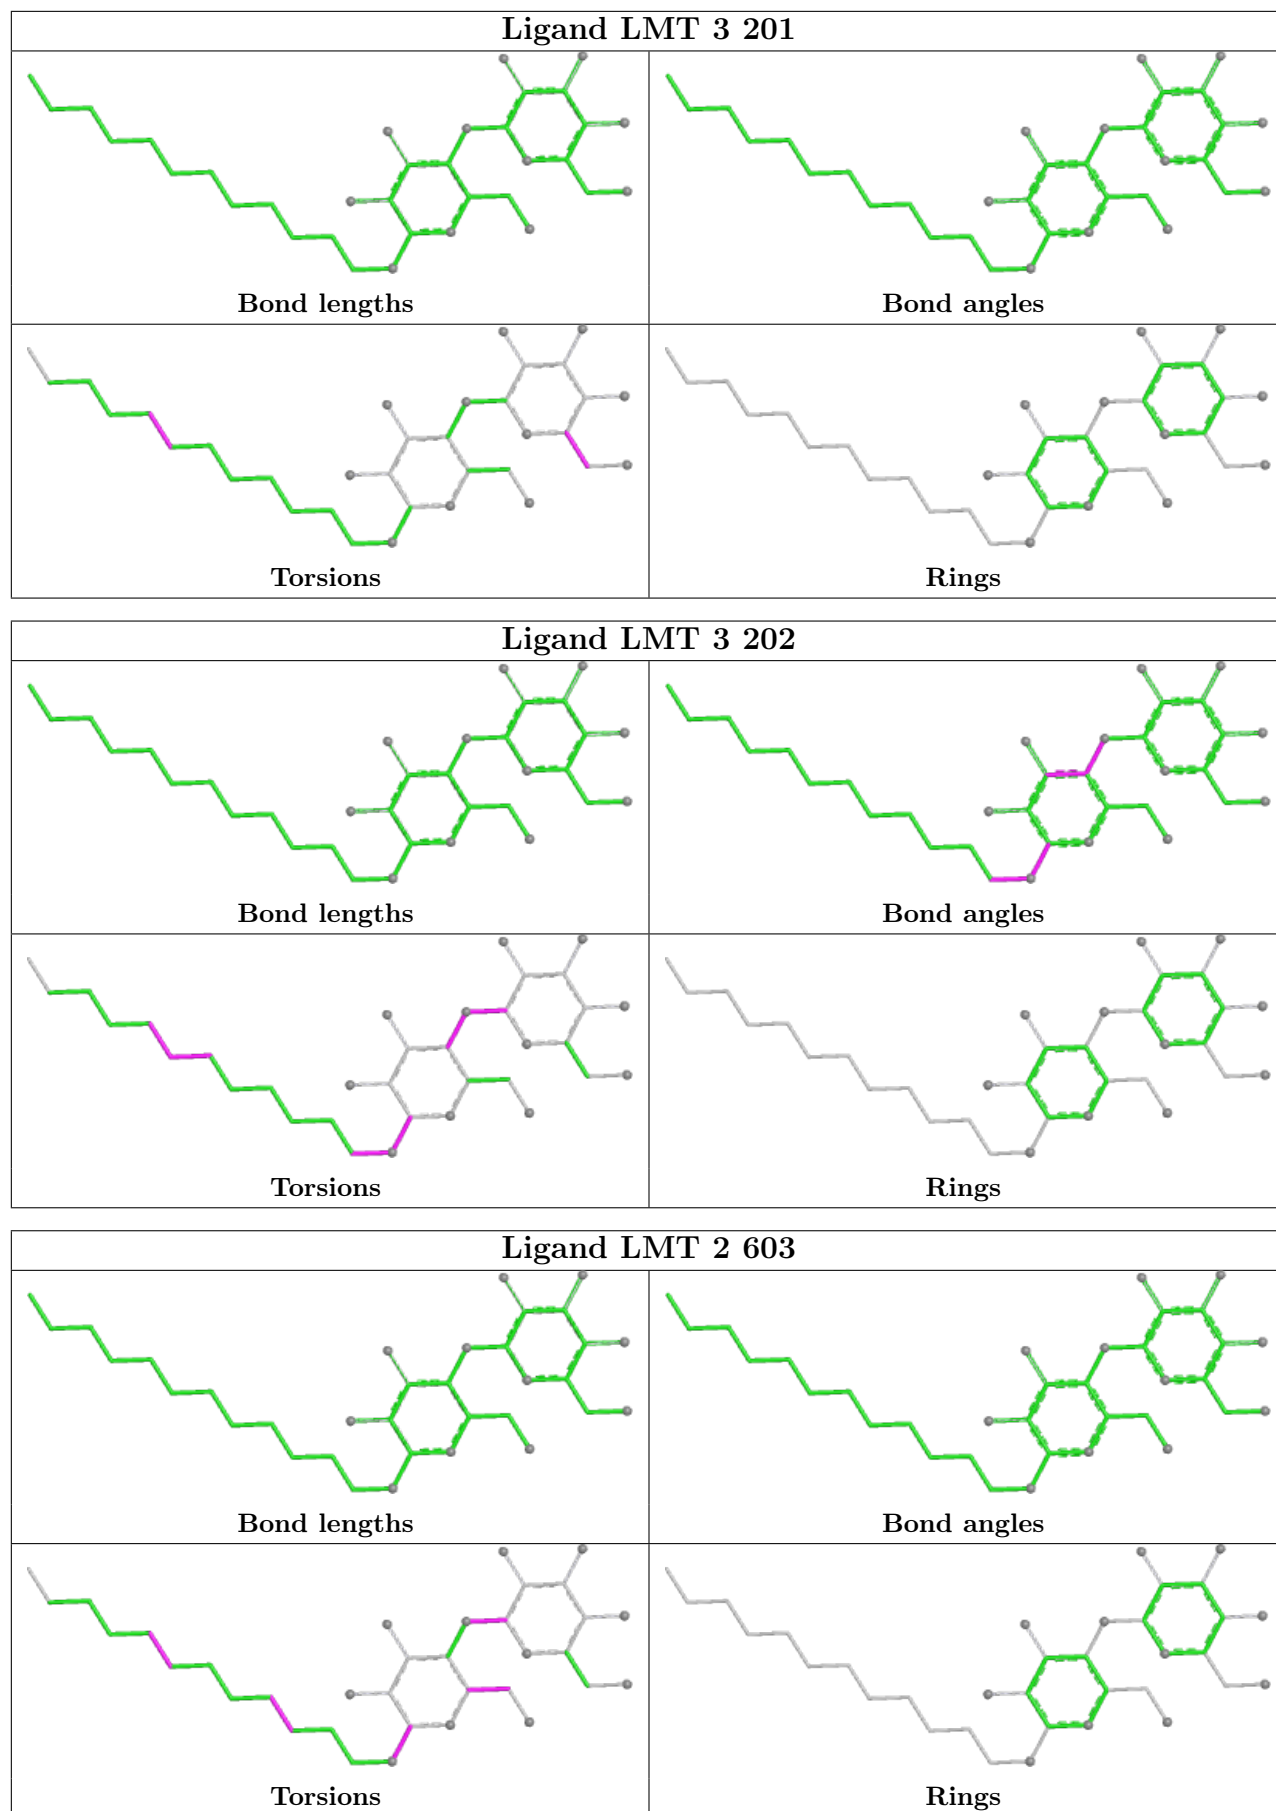 Ligand LMT 3 201
Bond lengths
Bond angles
Torsions
Rings
Ligand LMT 3 202
Bond lengths
Bond angles
Torsions
Rings
Ligand LMT 2 603
Bond lengths
Bond angles
Torsions
Rings